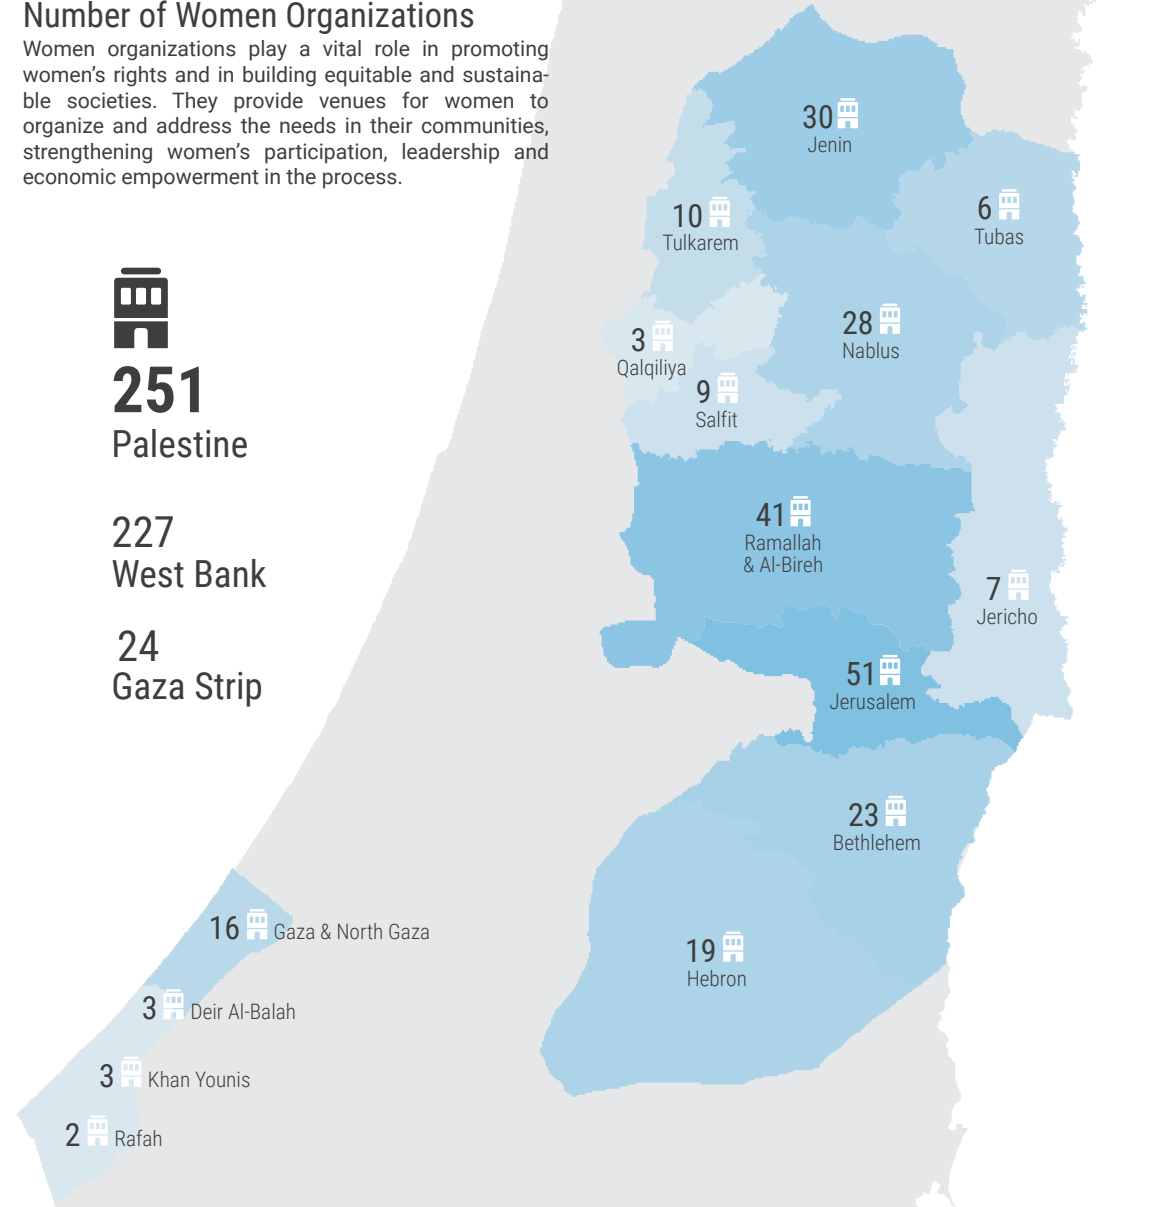 Number of Women Organizations
Women organizations play a vital role in promoting
women's rights and in building equitable and sustaina-
ble societies. They provide venues for women to
organize and address the needs in their communities,
strengthening women's participation, leadership and
economic empowerment in the process.
251
Palestine
227
West Bank
24
Gaza Strip
30
Jenin
10
Tulkarem
6
Tubas
3
Qalqiliya
28
Nablus
9
Salfit
41
Ramallah
& Al-Bireh
7
Jericho
51
Jerusalem
23
Bethlehem
19
Hebron
16 Gaza & North Gaza
3 Deir Al-Balah
3 Khan Younis
2 Rafah